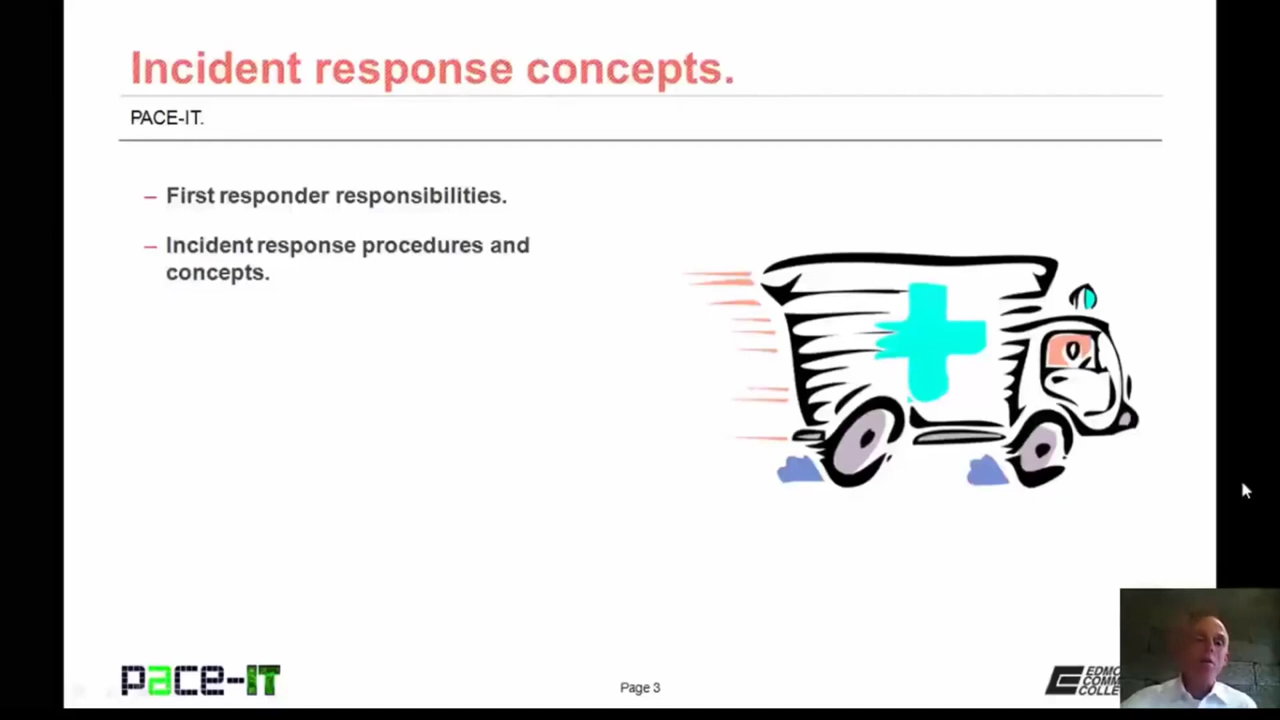 Incident response concepts.
PACE-IT.
– First responder responsibilities.
– Incident response procedures and
concepts.
pace-IT
Page 3